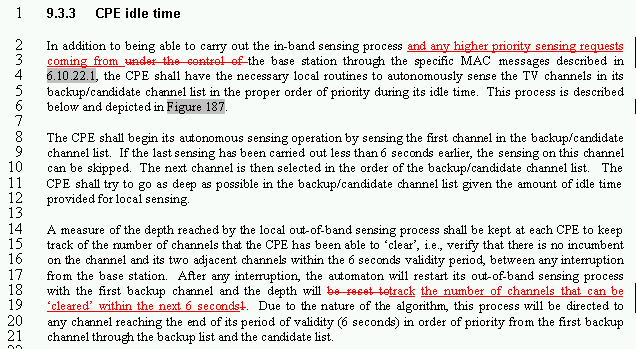 1 9.3.3 CPE idle time
2 In addition to being able to carry out the in-band sensing process and any higher priority sensing requests
3 coming from under the control of the base station through the specific MAC messages described in
4 6.10.22.1, the CPE shall have the necessary local routines to autonomously sense the TV channels in its
5 backup/candidate channel list in the proper order of priority during its idle time. This process is described
6 below and depicted in Figure 187.
7
8 The CPE shall begin its autonomous sensing operation by sensing the first channel in the backup/candidate
9 channel list. If the last sensing has been carried out less than 6 seconds earlier, the sensing on this channel
10 can be skipped. The next channel is then selected in the order of the backup/candidate channel list. The
11 CPE shall try to go as deep as possible in the backup/candidate channel list given the amount of idle time
12 provided for local sensing.
13
14 A measure of the depth reached by the local out-of-band sensing process shall be kept at each CPE to keep
15 track of the number of channels that the CPE has been able to ‘clear’, i.e., verify that there is no incumbent
16 on the channel and its two adjacent channels within the 6 seconds validity period, between any interruption
17 from the base station. After any interruption, the automaton will restart its out-of-band sensing process
18 with the first backup channel and the depth will be reset totrack the number of channels that can be
19 ‘cleared’ within the next 6 seconds1. Due to the nature of the algorithm, this process will be directed to
20 any channel reaching the end of its period of validity (6 seconds) in order of priority from the first backup
21 channel through the backup list and the candidate list.